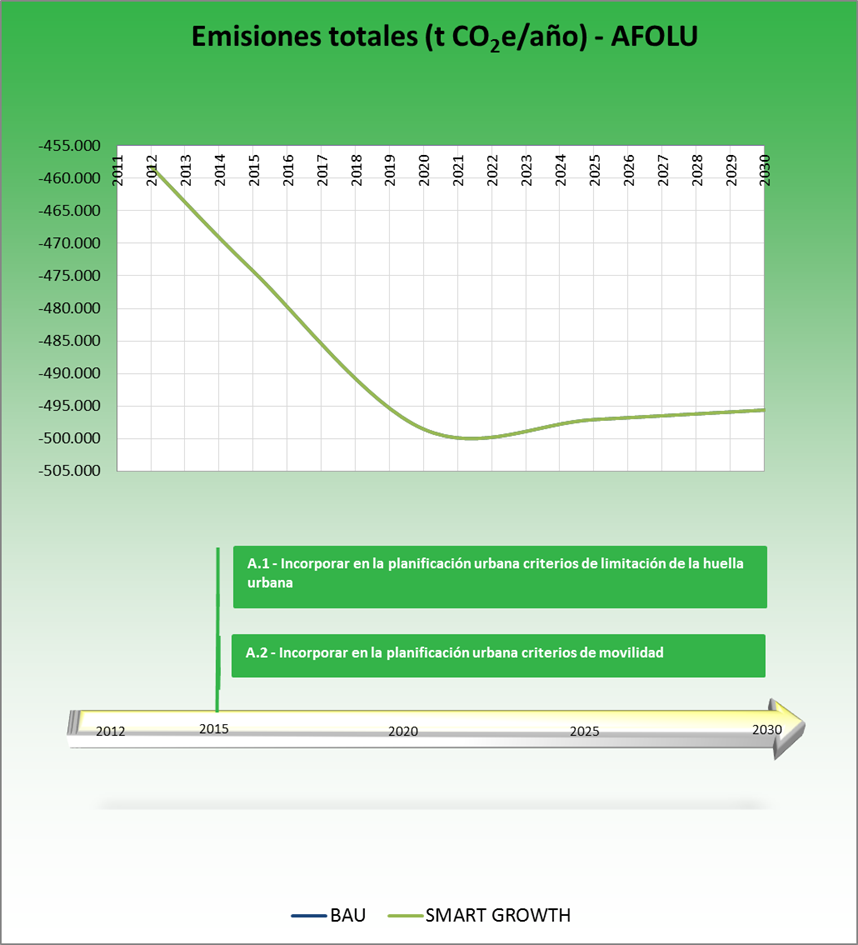 Emisiones totales (t CO₂e/año) - AFOLU
-455.000
-460.000
-465.000
-470.000
-475.000
-480.000
-485.000
-490.000
-495.000
-500.000
-505.000
2011 2012 2013 2014 2015 2016 2017 2018 2019 2020 2021 2022 2023 2024 2025 2026 2027 2028 2029 2030
A.1 - Incorporar en la planificación urbana criterios de limitación de la huella
urbana
A.2 - Incorporar en la planificación urbana criterios de movilidad
2012 2015 2020 2025 2030
BAU SMART GROWTH